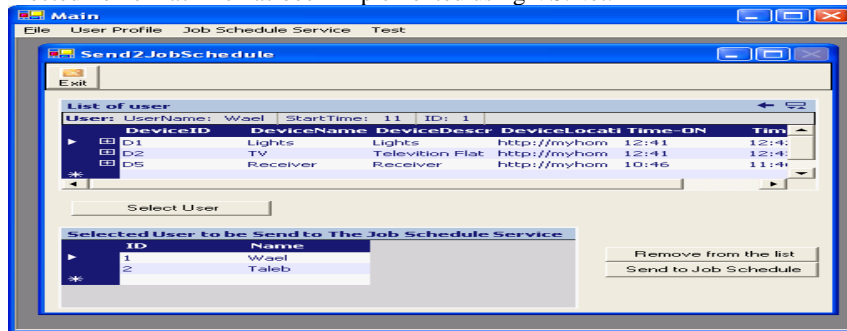 Main
File User Profile Job Schedule Service Test
Send2JobSchedule
Exit
List of user
User: UserName: Wael StartTime: 11 ID: 1
DeviceID DeviceName DeviceDescr DeviceLocati Time-ON Tim
D1 Lights Lights http://myhom 12:41 12:4
D2 TV Televition Flat http://myhom 12:41 12:4
D5 Receiver Receiver http://myhom 10:46 11:4
Select User
Selected User to be Send to The Job Schedule Service
ID Name
1 Wael
2 Taleb
Remove from the list
Send to Job Schedule